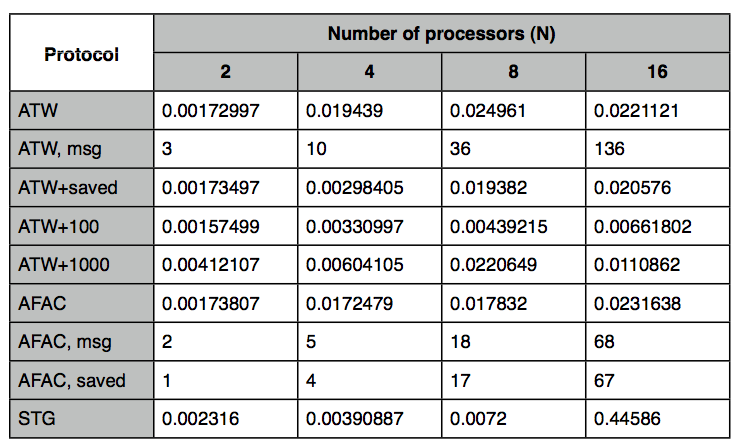 Protocol
Number of processors (N)
2 4 8 16
ATW 0.00172997 0.019439 0.024961 0.0221121
ATW, msg 3 10 36 136
ATW+saved 0.00173497 0.00298405 0.019382 0.020576
ATW+100 0.00157499 0.00330997 0.00439215 0.00661802
ATW+1000 0.00412107 0.00604105 0.0220649 0.0110862
AFAC 0.00173807 0.0172479 0.017832 0.0231638
AFAC, msg 2 5 18 68
AFAC, saved 1 4 17 67
STG 0.002316 0.00390887 0.0072 0.44586